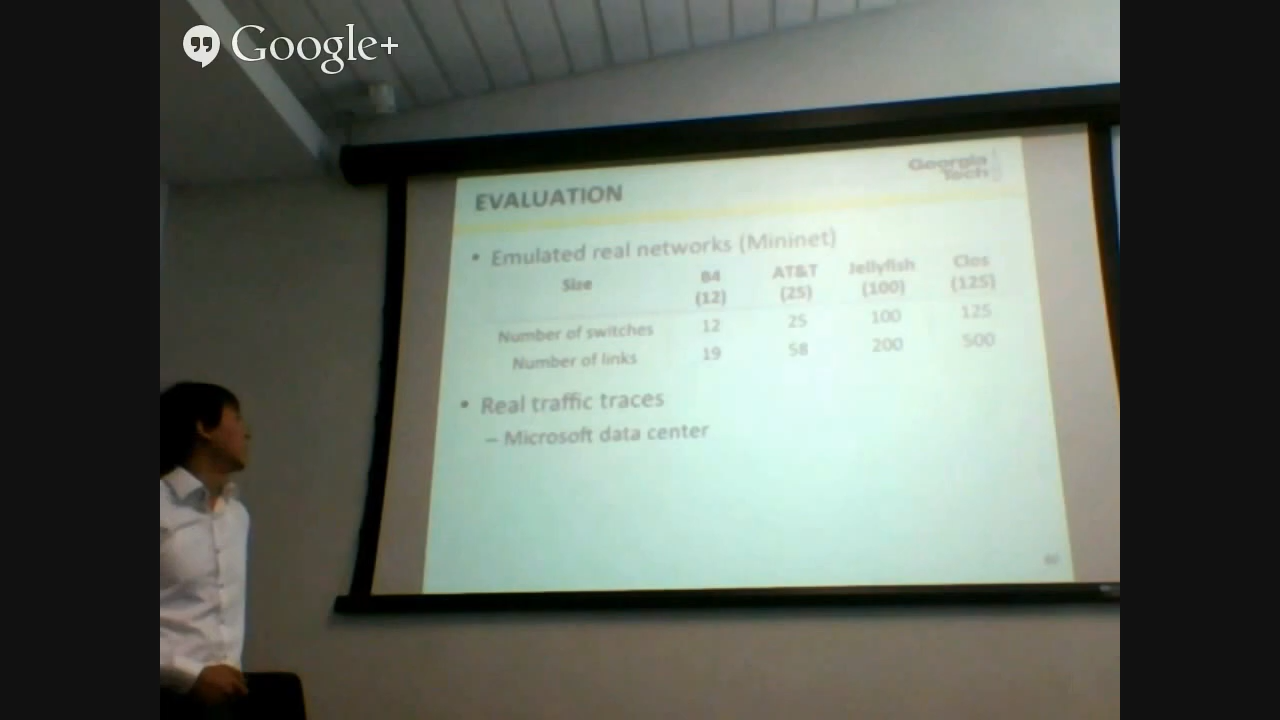 Google+
Georgia
Tech
EVALUATION
• Emulated real networks (Mininet)
Size B4 (12) AT&T (25) Jellyfish (100) Clos (125)
Number of switches 12 25 100 125
Number of links 19 58 200 500
• Real traffic traces
– Microsoft data center